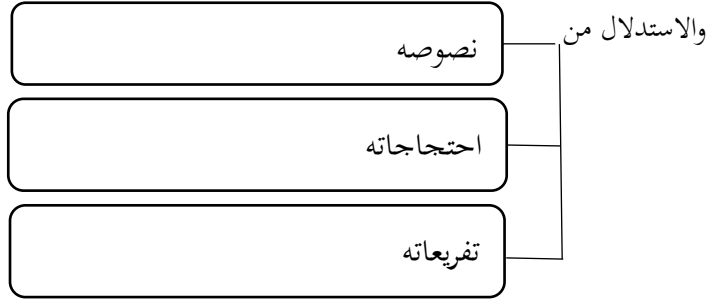 والاستدلال من
نصوصه
احتجاجاته
تفريعاته